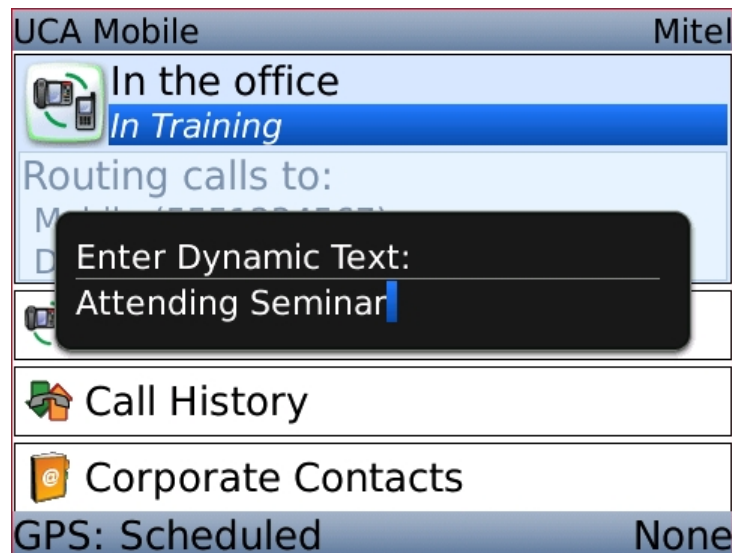 UCA Mobile Mitel
In the office
In Training
Routing calls to:
Enter Dynamic Text:
Attending Seminar
Call History
Corporate Contacts
GPS: Scheduled None